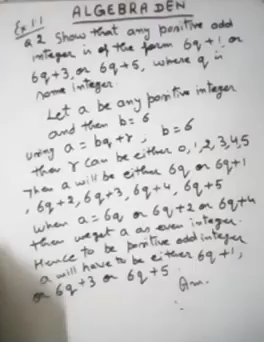 ALGEBRA DEN
Ex 1.1
Q2 Show that any positive odd
integer is of the form 6q+1, or
6q+3, or 6q+5, where q is
some integer.
Let a be any positive integer
and then b=6
using a = bq+r, b=6
then r can be either 0,1,2,3,4,5
Then a will be either 6q or 6q+1
, 6q+2, 6q+3, 6q+4, 6q+5
when a = 6q or 6q+2 or 6q+4
then we get a as even integer.
Hence to be positive odd integer
a will have to be either 6q+1,
or 6q+3 or 6q+5
Ans.